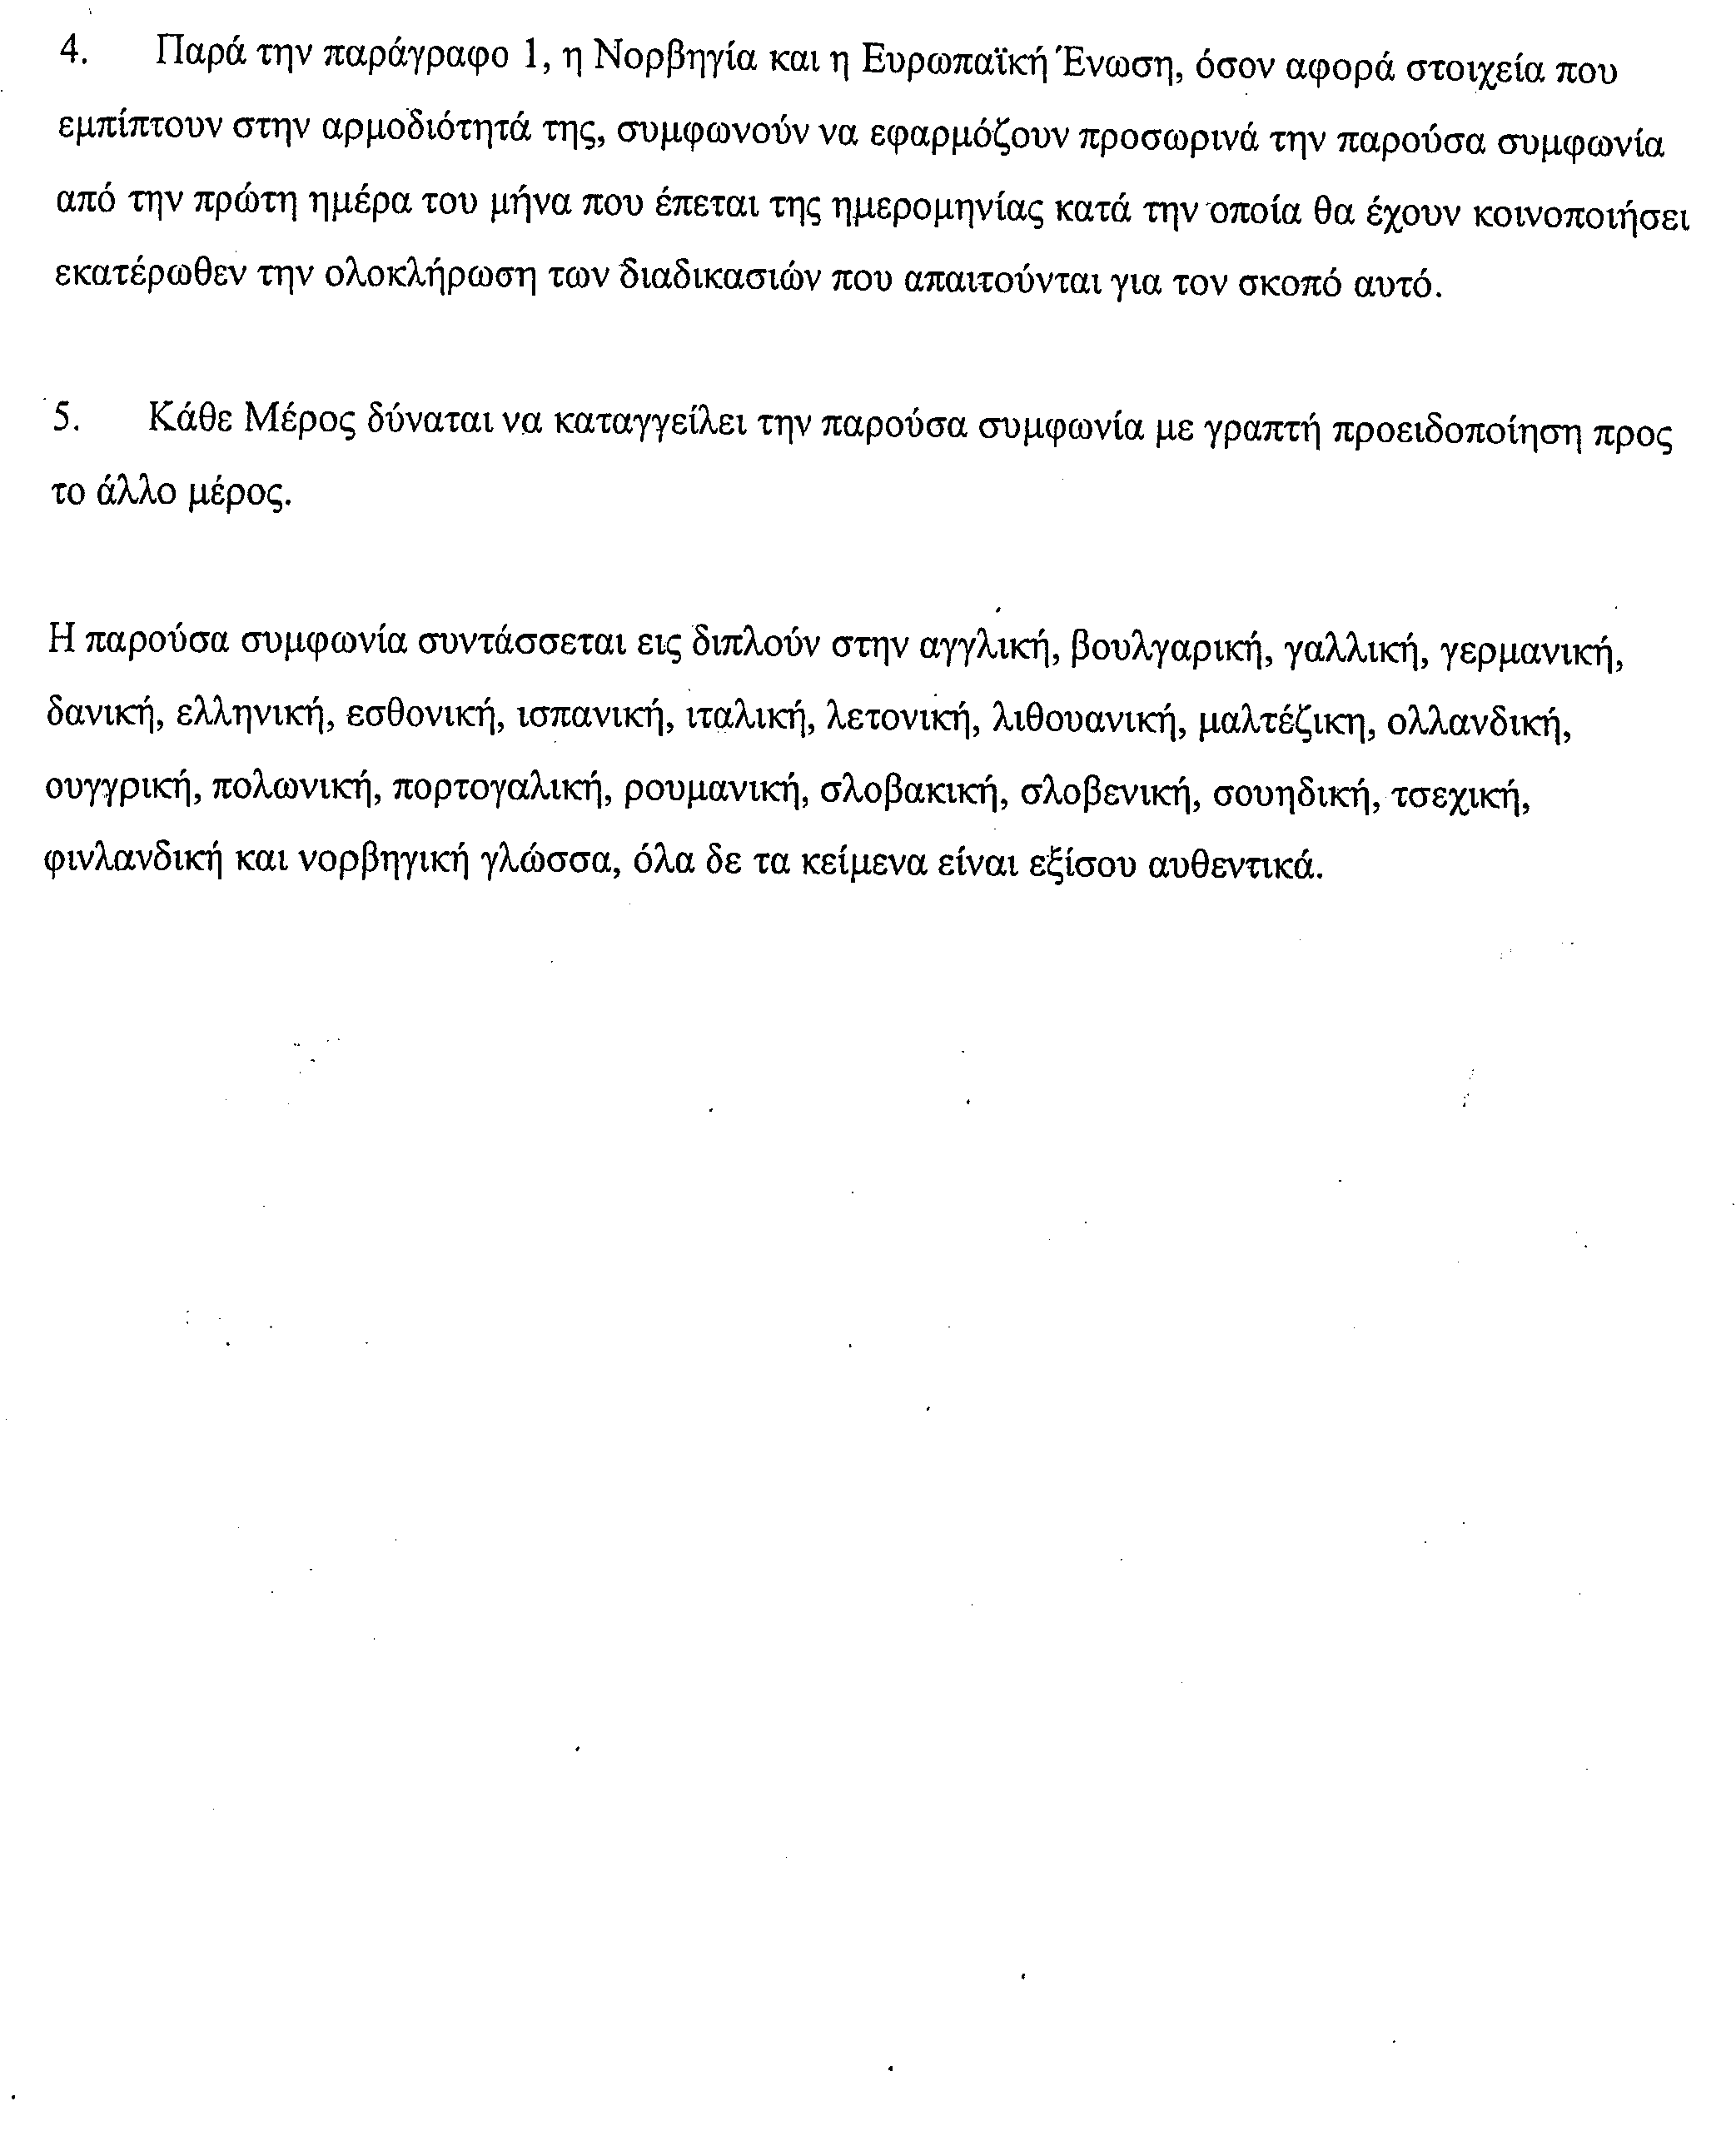 4. Παρά την παράγραφο 1, η Νορβηγία και η Ευρωπαϊκή Ένωση, όσον αφορά στοιχεία που
εμπίπτουν στην αρμοδιότητά της, συμφωνούν να εφαρμόζουν προσωρινά την παρούσα συμφωνία
από την πρώτη ημέρα του μήνα που έπεται της ημερομηνίας κατά την οποία θα έχουν κοινοποιήσει
εκατέρωθεν την ολοκλήρωση των διαδικασιών που απαιτούνται για τον σκοπό αυτό.
5. Κάθε Μέρος δύναται να καταγγείλει την παρούσα συμφωνία με γραπτή προειδοποίηση προς
το άλλο μέρος.
Η παρούσα συμφωνία συντάσσεται εις διπλούν στην αγγλική, βουλγαρική, γαλλική, γερμανική,
δανική, ελληνική, εσθονική, ισπανική, ιταλική, λετονική, λιθουανική, μαλτέζικη, ολλανδική,
ουγγρική, πολωνική, πορτογαλική, ρουμανική, σλοβακική, σλοβενική, σουηδική, τσεχική,
φινλανδική και νορβηγική γλώσσα, όλα δε τα κείμενα είναι εξίσου αυθεντικά.